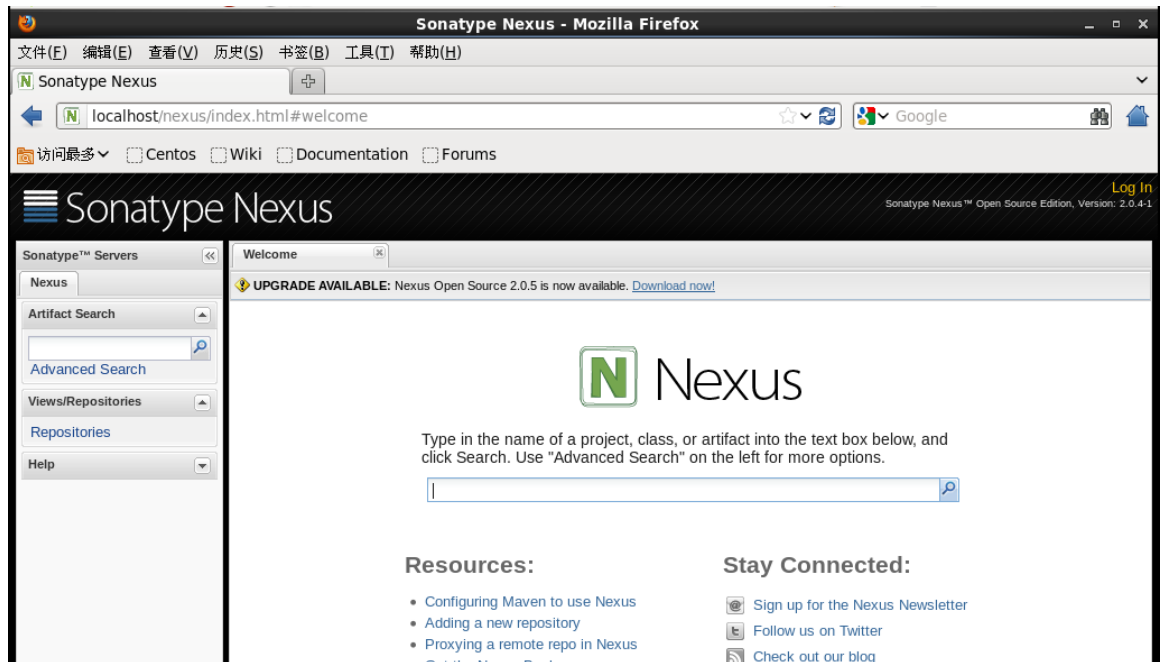 Sonatype Nexus - Mozilla Firefox
文件(F) 编辑(E) 查看(V) 历史(S) 书签(B) 工具(T) 帮助(H)
Sonatype Nexus
localhost/nexus/index.html#welcome
Google
访问最多 Centos Wiki Documentation Forums
Sonatype Nexus
Log In
Sonatype Nexus™ Open Source Edition, Version: 2.0.4-1
Sonatype™ Servers
Welcome
Nexus
UPGRADE AVAILABLE: Nexus Open Source 2.0.5 is now available. Download now!
Artifact Search
Advanced Search
Views/Repositories
Repositories
Help
N Nexus
Type in the name of a project, class, or artifact into the text box below, and
click Search. Use "Advanced Search" on the left for more options.
Resources:
Configuring Maven to use Nexus
Adding a new repository
Proxying a remote repo in Nexus
Stay Connected:
Sign up for the Nexus Newsletter
Follow us on Twitter
Check out our blog